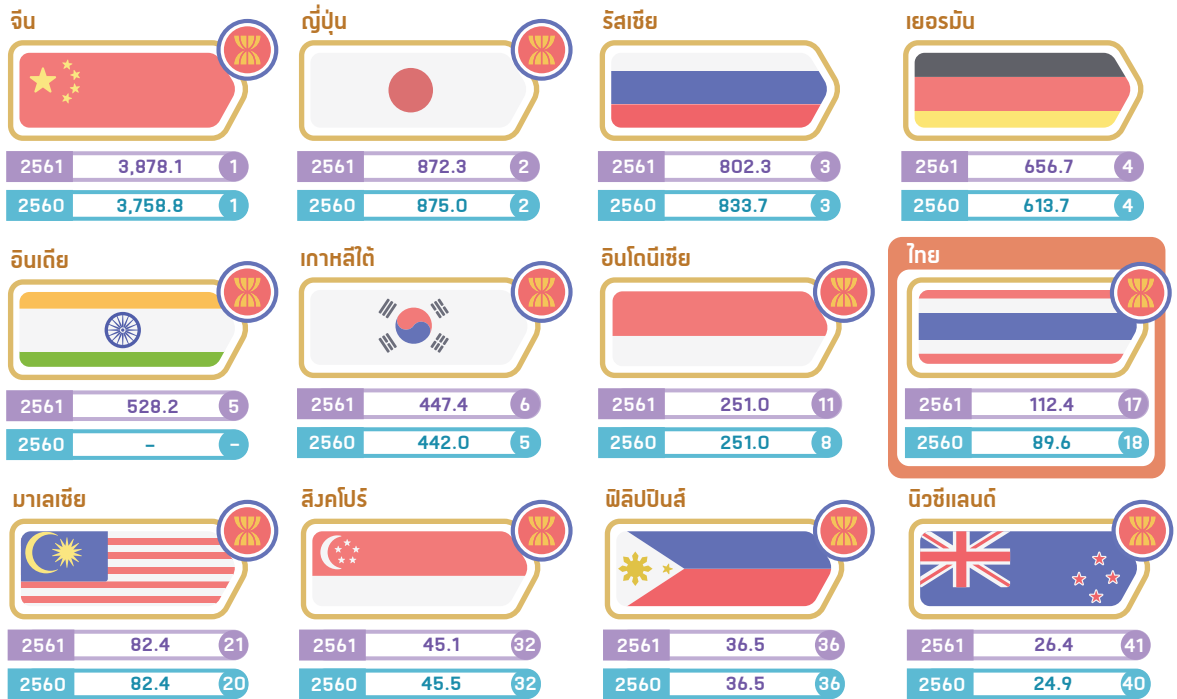 จีน ญี่ปุ่น รัสเซีย เยอรมัน
2561 3,878.1 1 2561 872.3 2 2561 802.3 3 2561 656.7 4
2560 3,758.8 1 2560 875.0 2 2560 833.7 3 2560 613.7 4
อินเดีย เกาหลีใต้ อินโดนีเซีย ไทย
2561 528.2 5 2561 447.4 6 2561 251.0 11 2561 112.4 17
2560 – – 2560 442.0 5 2560 251.0 8 2560 89.6 18
มาเลเซีย สิงคโปร์ ฟิลิปปินส์ นิวซีแลนด์
2561 82.4 21 2561 45.1 32 2561 36.5 36 2561 26.4 41
2560 82.4 20 2560 45.5 32 2560 36.5 36 2560 24.9 40